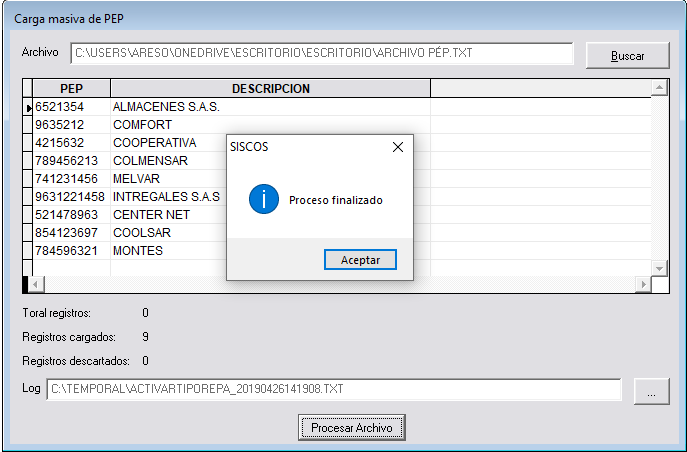 Carga masiva de PEP
Archivo C:\USERS\ARESO\ONEDRIVE\ESCRITORIO\ESCRITORIO\ARCHIVO PÉP.TXT Buscar
PEP DESCRIPCION
6521354 ALMACENES S.A.S.
9635212 COMFORT
4215632 COOPERATIVA
789456213 COLMENSAR
741231456 MELVAR
9631221458 INTREGALES S.A.S
521478963 CENTER NET
854123697 COOLSAR
784596321 MONTES
SISCOS
Proceso finalizado
Aceptar
Toral registros: 0
Registros cargados: 9
Registros descartados: 0
Log C:\TEMPORAL\ACTIVARTIPOREPA_20190426141908.TXT ...
Procesar Archivo